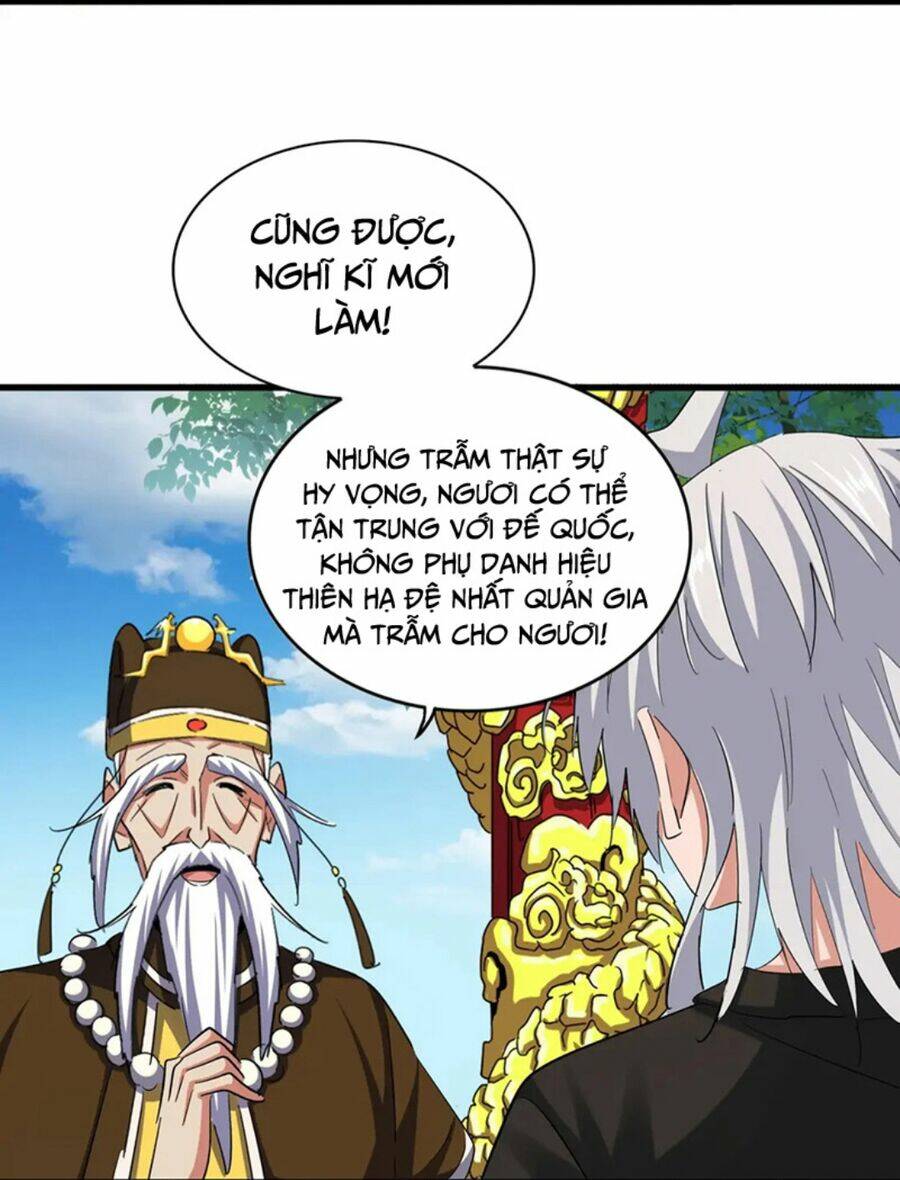 CŨNG ĐƯỢC,
NGHĨ KĨ MỚI
LÀM!
NHƯNG TRẪM THẬT SỰ
HY VỌNG, NGƯƠI CÓ THỂ
TẬN TRUNG VỚI ĐẾ QUỐC,
KHÔNG PHỤ DANH HIỆU
THIÊN HẠ ĐỆ NHẤT QUẢN GIA
MÀ TRẪM CHO NGƯƠI!